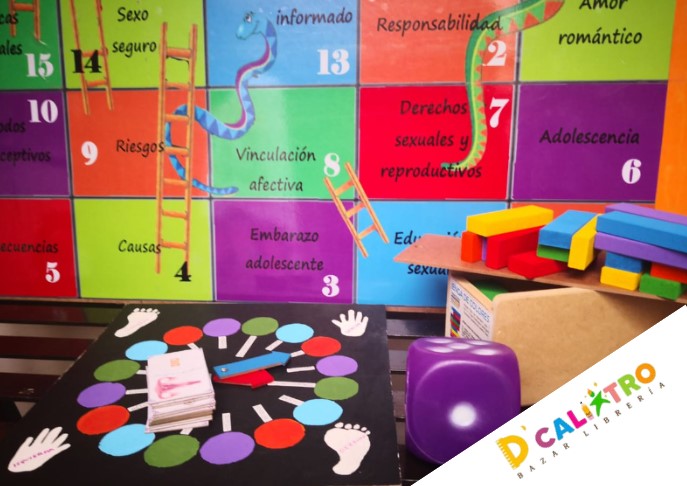 Sexo
seguro
14
15
informado
13
Responsabilidad
2
Amor
romántico
10
9
Riesgos
Vinculación
afectiva
8
Derechos
sexuales y
reproductivos
7
Adolescencia
6
5
Causas
4
Embarazo
adolescente
3
D'CALIXTRO
BAZAR LIBRERÍA